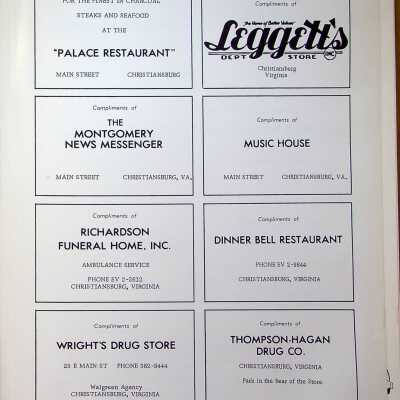 FOR THE FINEST IN CHARCOAL
STEAKS AND SEAFOOD
AT THE
"PALACE RESTAURANT"
MAIN STREET CHRISTIANSBURG
Compliments of
"The Home of Better Values"
Leggett's
DEPT STORE
Christiansberg
Virginia
Compliments of
THE
MONTGOMERY
NEWS MESSENGER
MAIN STREET CHRISTIANSBURG, VA.
Compliments of
MUSIC HOUSE
MAIN STREET CHRISTIANSBURG, VA.
Compliments of
RICHARDSON
FUNERAL HOME, INC.
AMBULANCE SERVICE
PHONE EV 2-2622
CHRISTIANSBURG, VIRGINIA
Compliments of
DINNER BELL RESTAURANT
PHONE EV 2-9844
CHRISTIANSBURG, VIRGINIA
Compliments of
WRIGHT'S DRUG STORE
25 E MAIN ST PHONE 382-9444
Walgreen Agency
CHRISTIANSBURG, VIRGINIA
Compliments of
THOMPSON-HAGAN
DRUG CO.
CHRISTIANSBURG, VIRGINIA
Park in the Rear of the Store